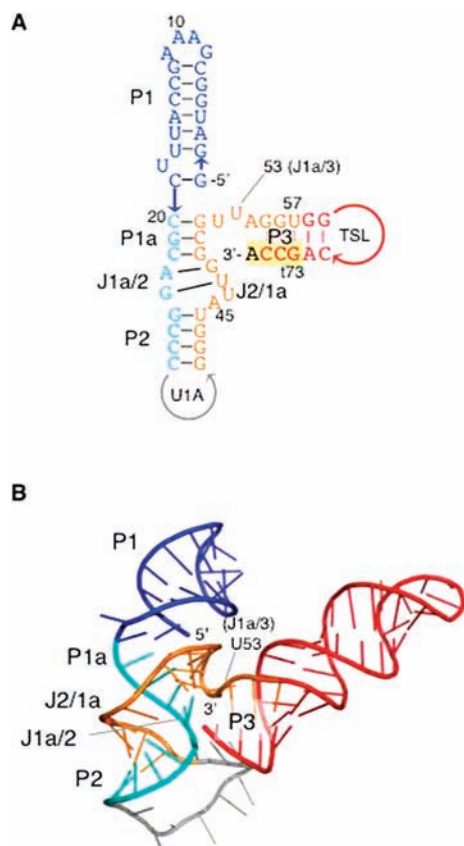 A
10
A A
A G
G C
P1
C G
C G
A U
U A
U G
U
U
C G -5'
53 (J1a/3)
57
20 C G U U A G G U G G
P1a G C P3 TSL
C G 3'- A C C G A C
t73
J1a/2 A G
G U U J2/1a
A
45
P2 G U
C G
C G
C G
U1A
B
P1
5'
(J1a/3)
U53
P1a
J2/1a
3'
P3
J1a/2
P2